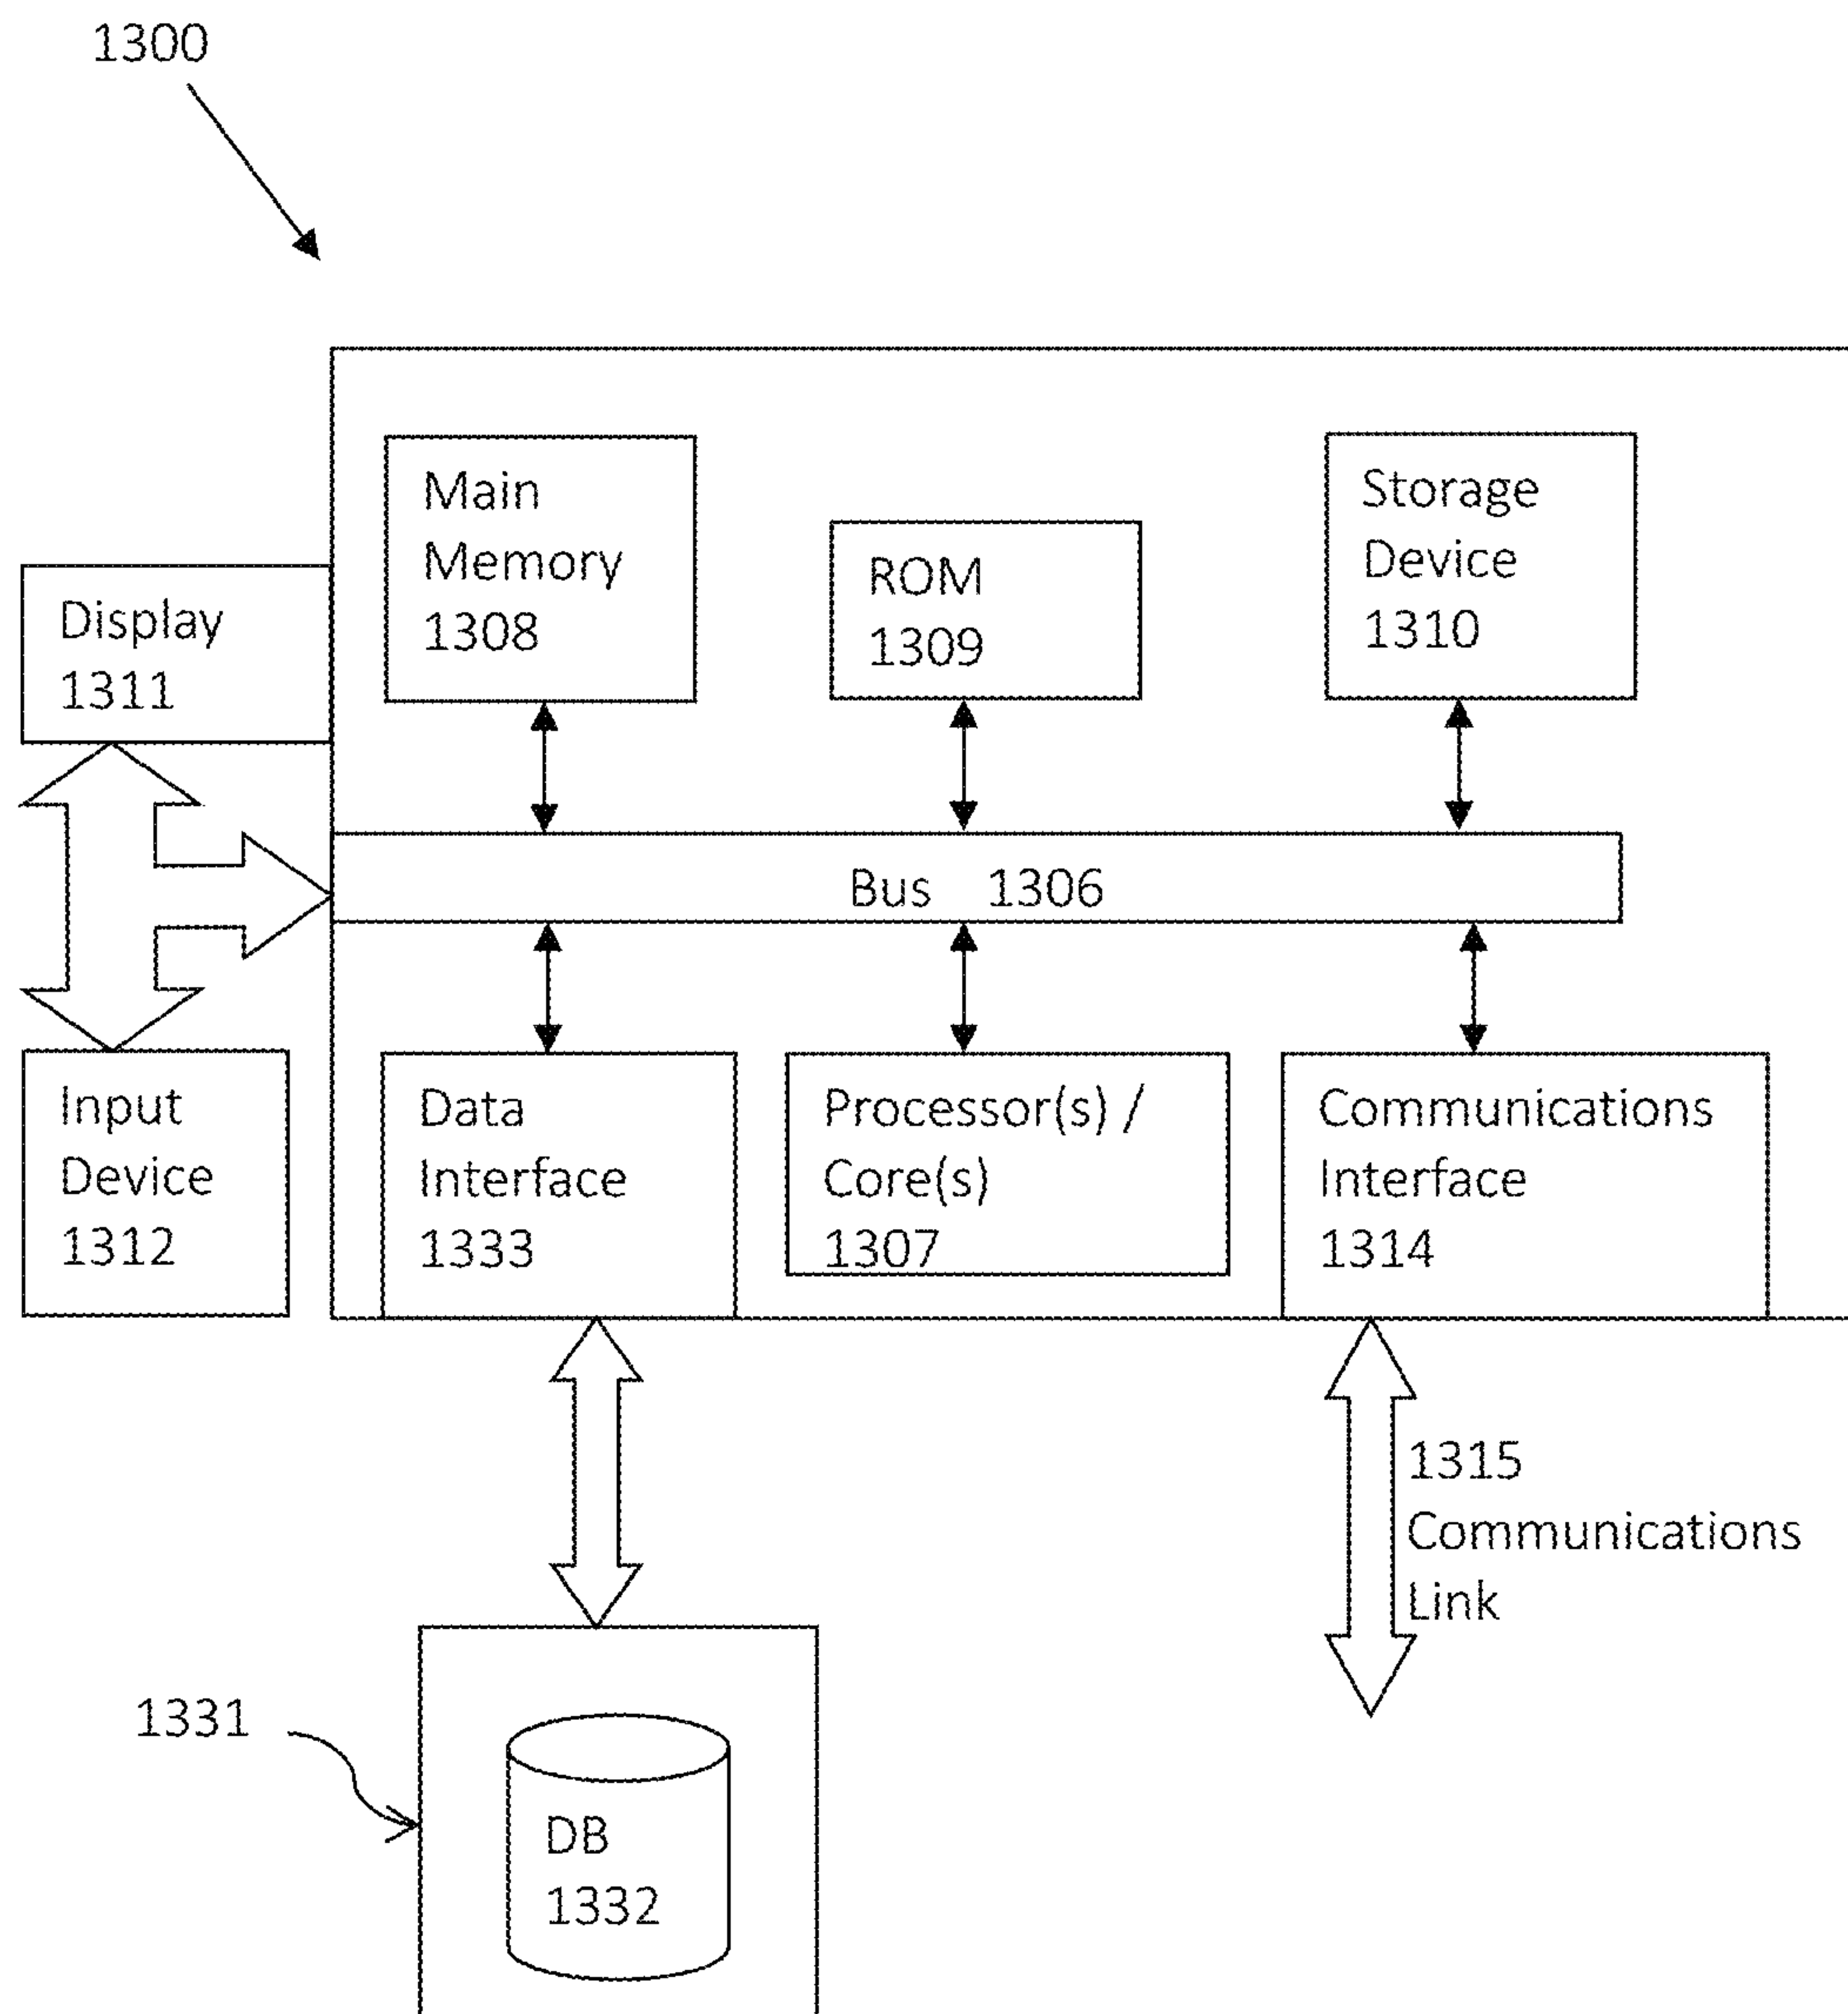 1300
Main
Memory
1308
ROM
1309
Storage
Device
1310
Display
1311
Bus 1306
Input
Device
1312
Data
Interface
1333
Processor(s) /
Core(s)
1307
Communications
Interface
1314
1315
Communications
Link
1331
DB
1332